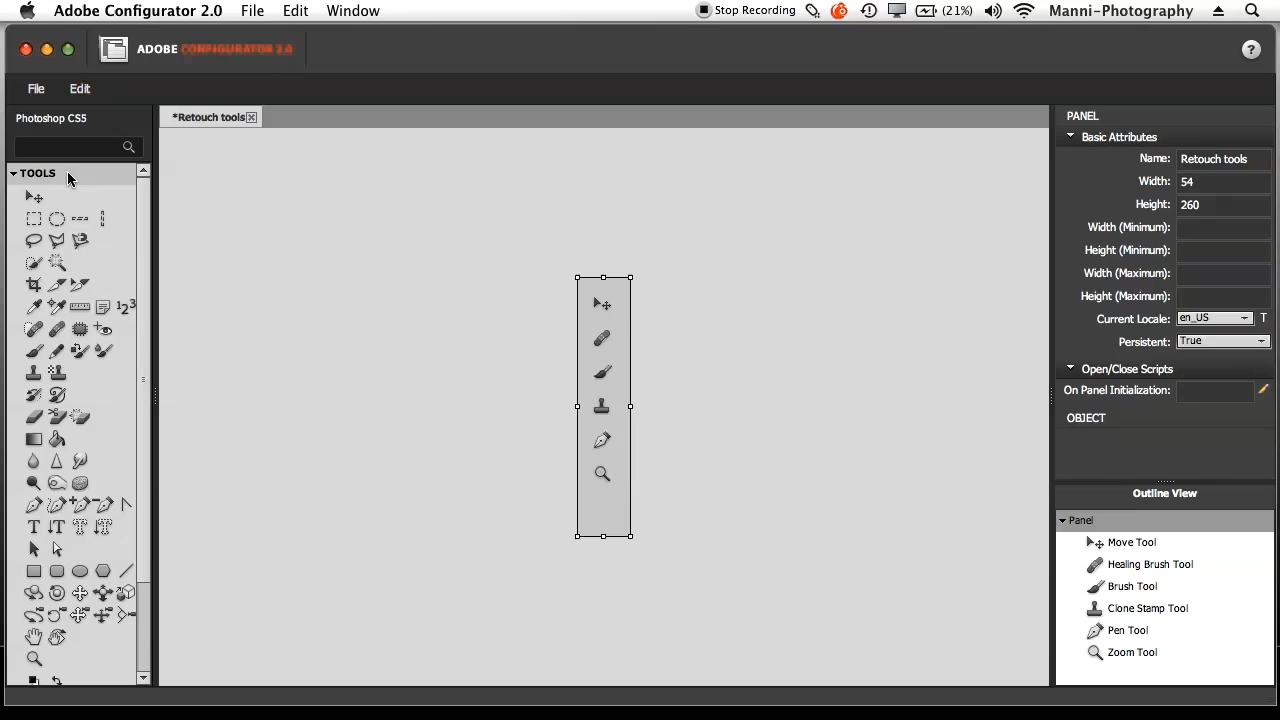 Adobe Configurator 2.0 File Edit Window Stop Recording (21%) Manni-Photography
ADOBE CONFIGURATOR 2.0 ?
File Edit
Photoshop CS5 *Retouch tools PANEL
Basic Attributes
Name: Retouch tools
TOOLS
Width: 54
Height: 260
Width (Minimum):
Height (Minimum):
Width (Maximum):
Height (Maximum):
Current Locale: en_US T
Persistent: True
Open/Close Scripts
On Panel Initialization:
OBJECT
Outline View
Panel
Move Tool
Healing Brush Tool
Brush Tool
Clone Stamp Tool
Pen Tool
Zoom Tool